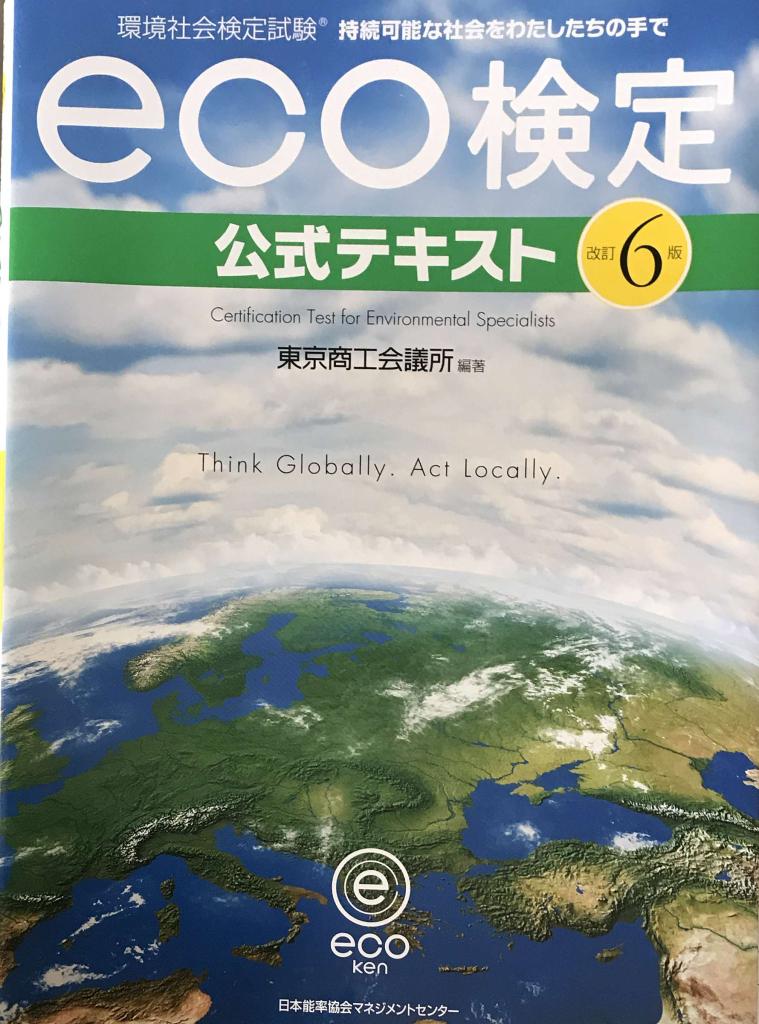 環境社会検定試験® 持続可能な社会をわたしたちの手で
eco検定
公式テキスト 改訂6版
Certification Test for Environmental Specialists
東京商工会議所 編著
Think Globally. Act Locally.
e
eco
ken
日本能率協会マネジメントセンター